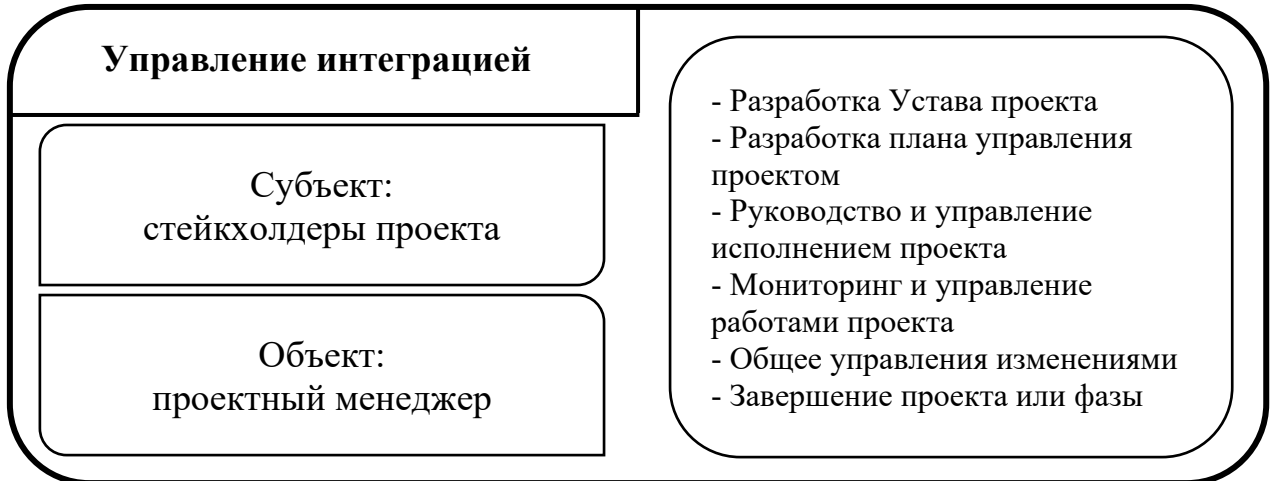 Управление интеграцией
Субъект:
стейкхолдеры проекта
Объект:
проектный менеджер
- Разработка Устава проекта
- Разработка плана управления
проектом
- Руководство и управление
исполнением проекта
- Мониторинг и управление
работами проекта
- Общее управления изменениями
- Завершение проекта или фазы